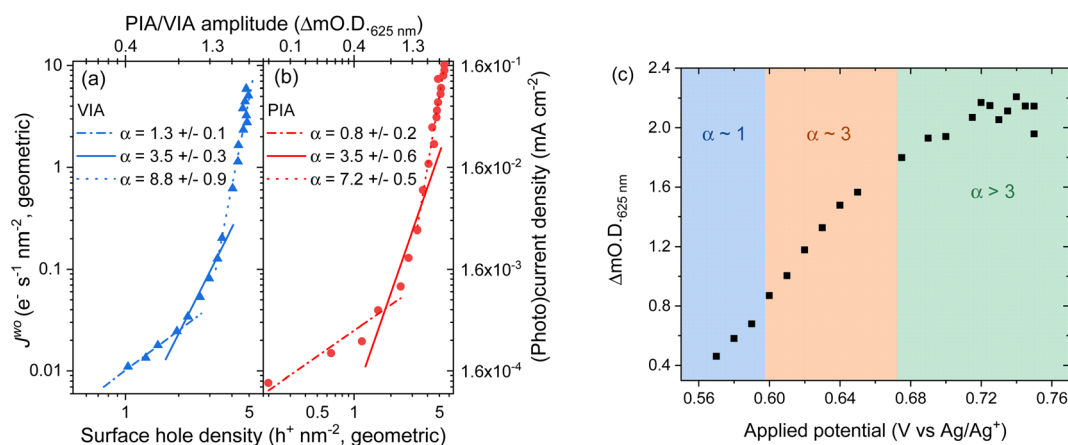 PIA/VIA amplitude (ΔmO.D.625 nm)
0.4 1.3 0.1 0.4 1.3
(a) (b)
VIA
α = 1.3 +/- 0.1
α = 3.5 +/- 0.3
α = 8.8 +/- 0.9
PIA
α = 0.8 +/- 0.2
α = 3.5 +/- 0.6
α = 7.2 +/- 0.5
10
1
0.1
0.01
Jwo (e- s-1 nm-2, geometric)
1.6x10-1
1.6x10-2
1.6x10-3
1.6x10-4
(Photo)current density (mA cm-2)
1 5 0.5 1 5
Surface hole density (h+ nm-2, geometric)
(c)
2.4
2.0
1.6
1.2
0.8
0.4
ΔmO.D.625 nm
α ~ 1
α ~ 3
α > 3
0.56 0.60 0.64 0.68 0.72 0.76
Applied potential (V vs Ag/Ag+)